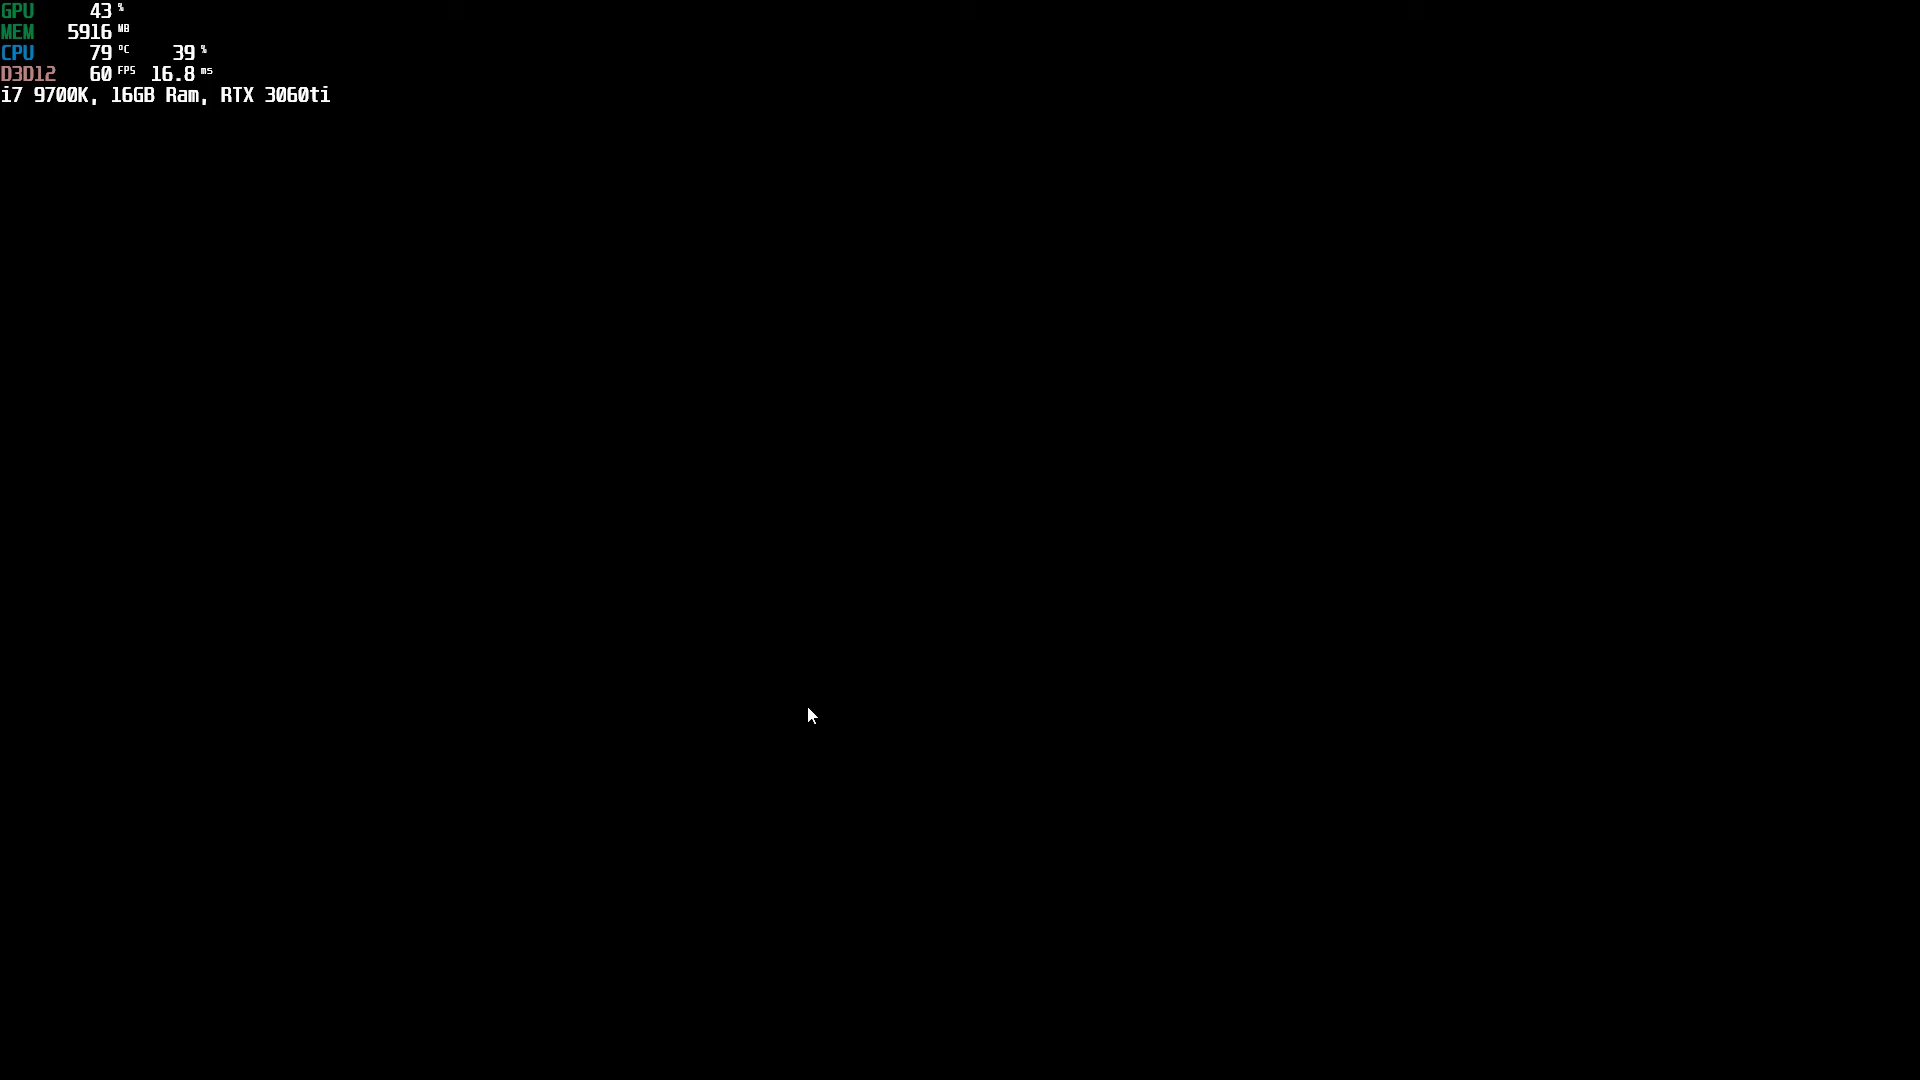 GPU 43 %
MEM 5916 MB
CPU 79 °C 39 %
D3D12 60 FPS 16.8 ms
i7 9700K, 16GB Ram, RTX 3060ti